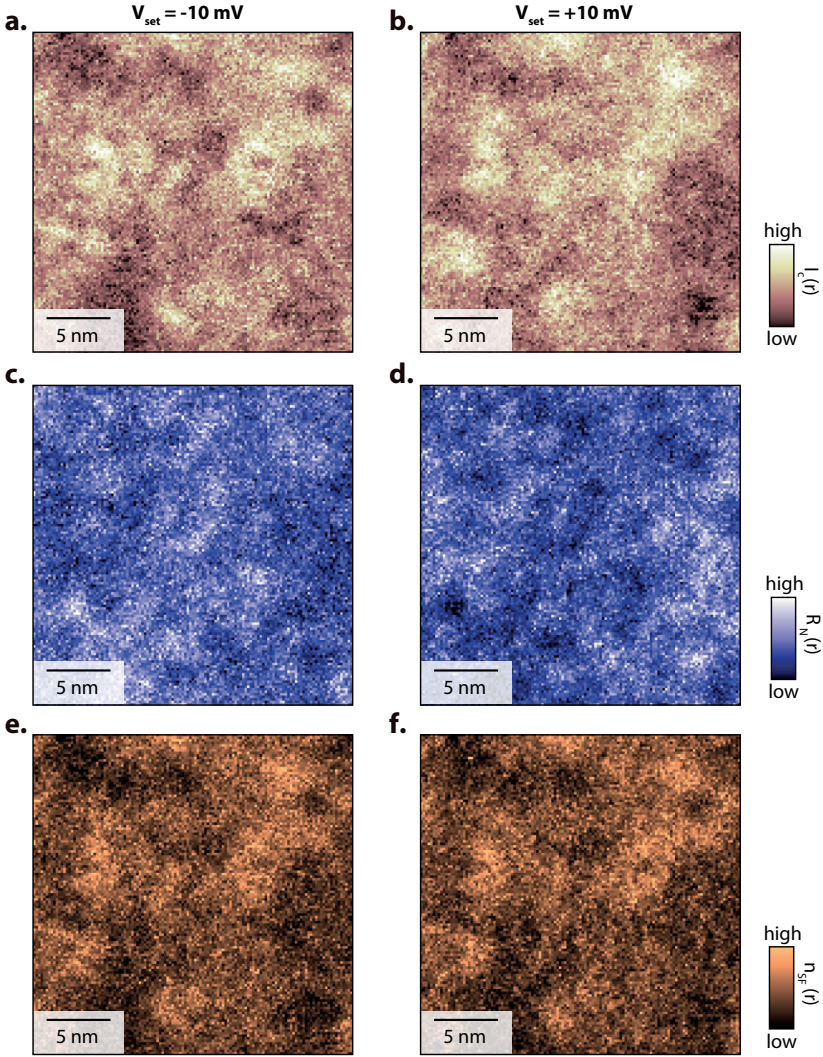 V_set = -10 mV
V_set = +10 mV
a.
b.
5 nm
5 nm
high
I_c(r)
low
c.
d.
5 nm
5 nm
high
R_N(r)
low
e.
f.
5 nm
5 nm
high
n_SF(r)
low